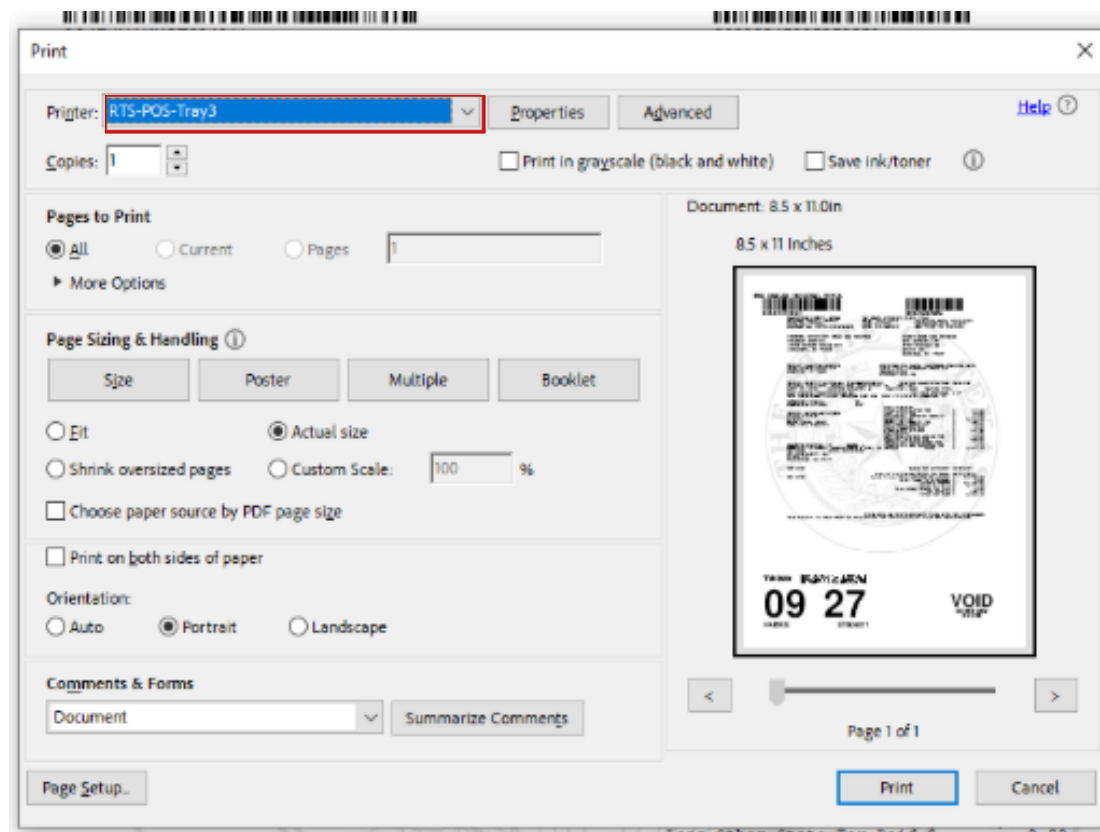 Print
Printer: RTS-POS-Tray3 Properties Advanced Help
Copies: 1 Print in grayscale (black and white) Save ink/toner
Pages to Print
All Current Pages 1
More Options
Page Sizing & Handling
Size Poster Multiple Booklet
Fit Actual size
Shrink oversized pages Custom Scale: 100 %
Choose paper source by PDF page size
Print on both sides of paper
Orientation:
Auto Portrait Landscape
Comments & Forms
Document Summarize Comments
Document: 8.5 x 11.0in
8.5 x 11 Inches
09 27 VOID
< >
Page 1 of 1
Page Setup... Print Cancel